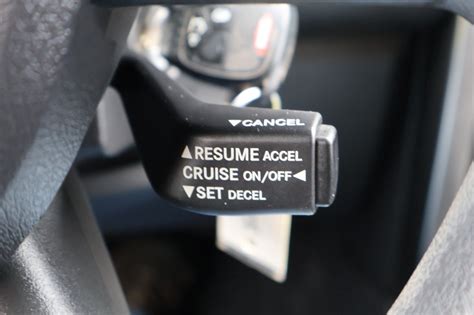 ▼CANCEL
▲RESUME ACCEL
CRUISE ON/OFF◀
▼SET DECEL